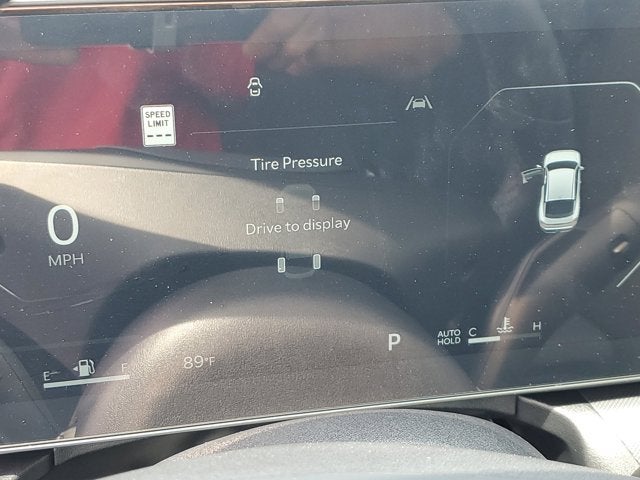 SPEED
LIMIT
---
Tire Pressure
0
MPH
Drive to display
P
AUTO
HOLD
C
H
E
F
89°F